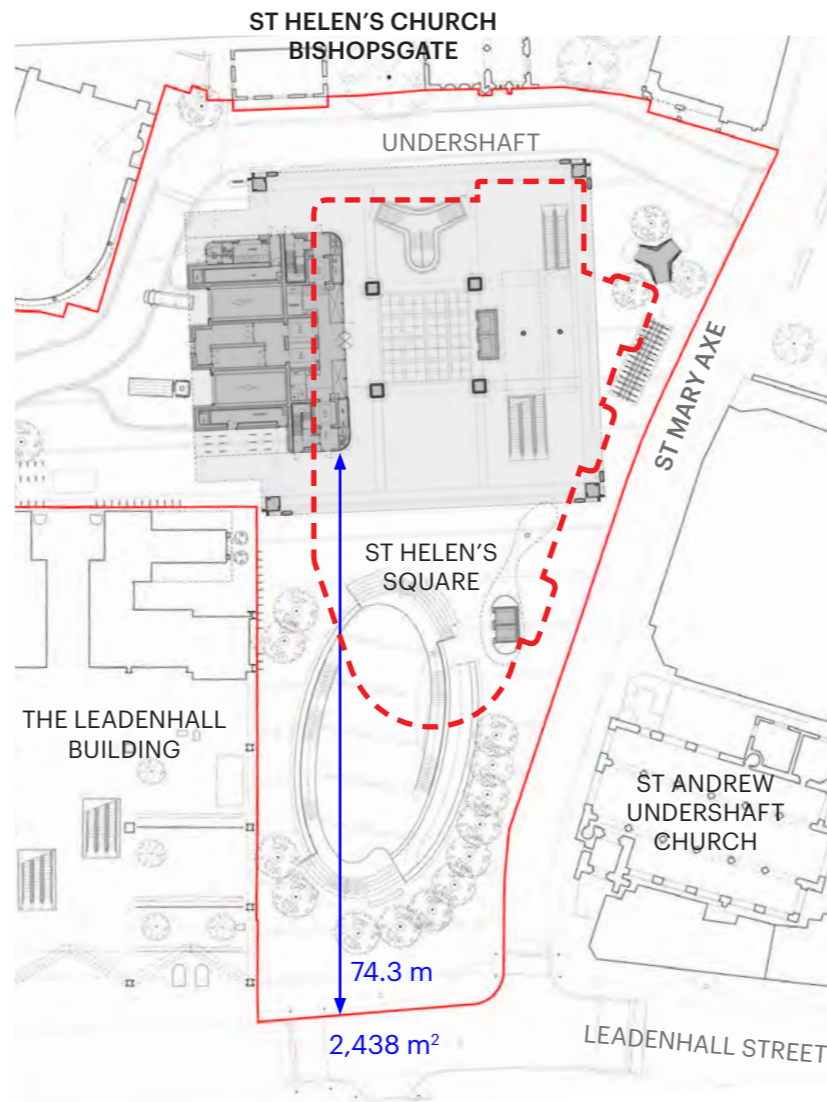 ST HELEN'S CHURCH
BISHOPSGATE
UNDERSHAFT
ST MARY AXE
ST HELEN'S
SQUARE
THE LEADENHALL
BUILDING
ST ANDREW
UNDERSHAFT
CHURCH
74.3 m
2,438 m²
LEADENHALL STREET